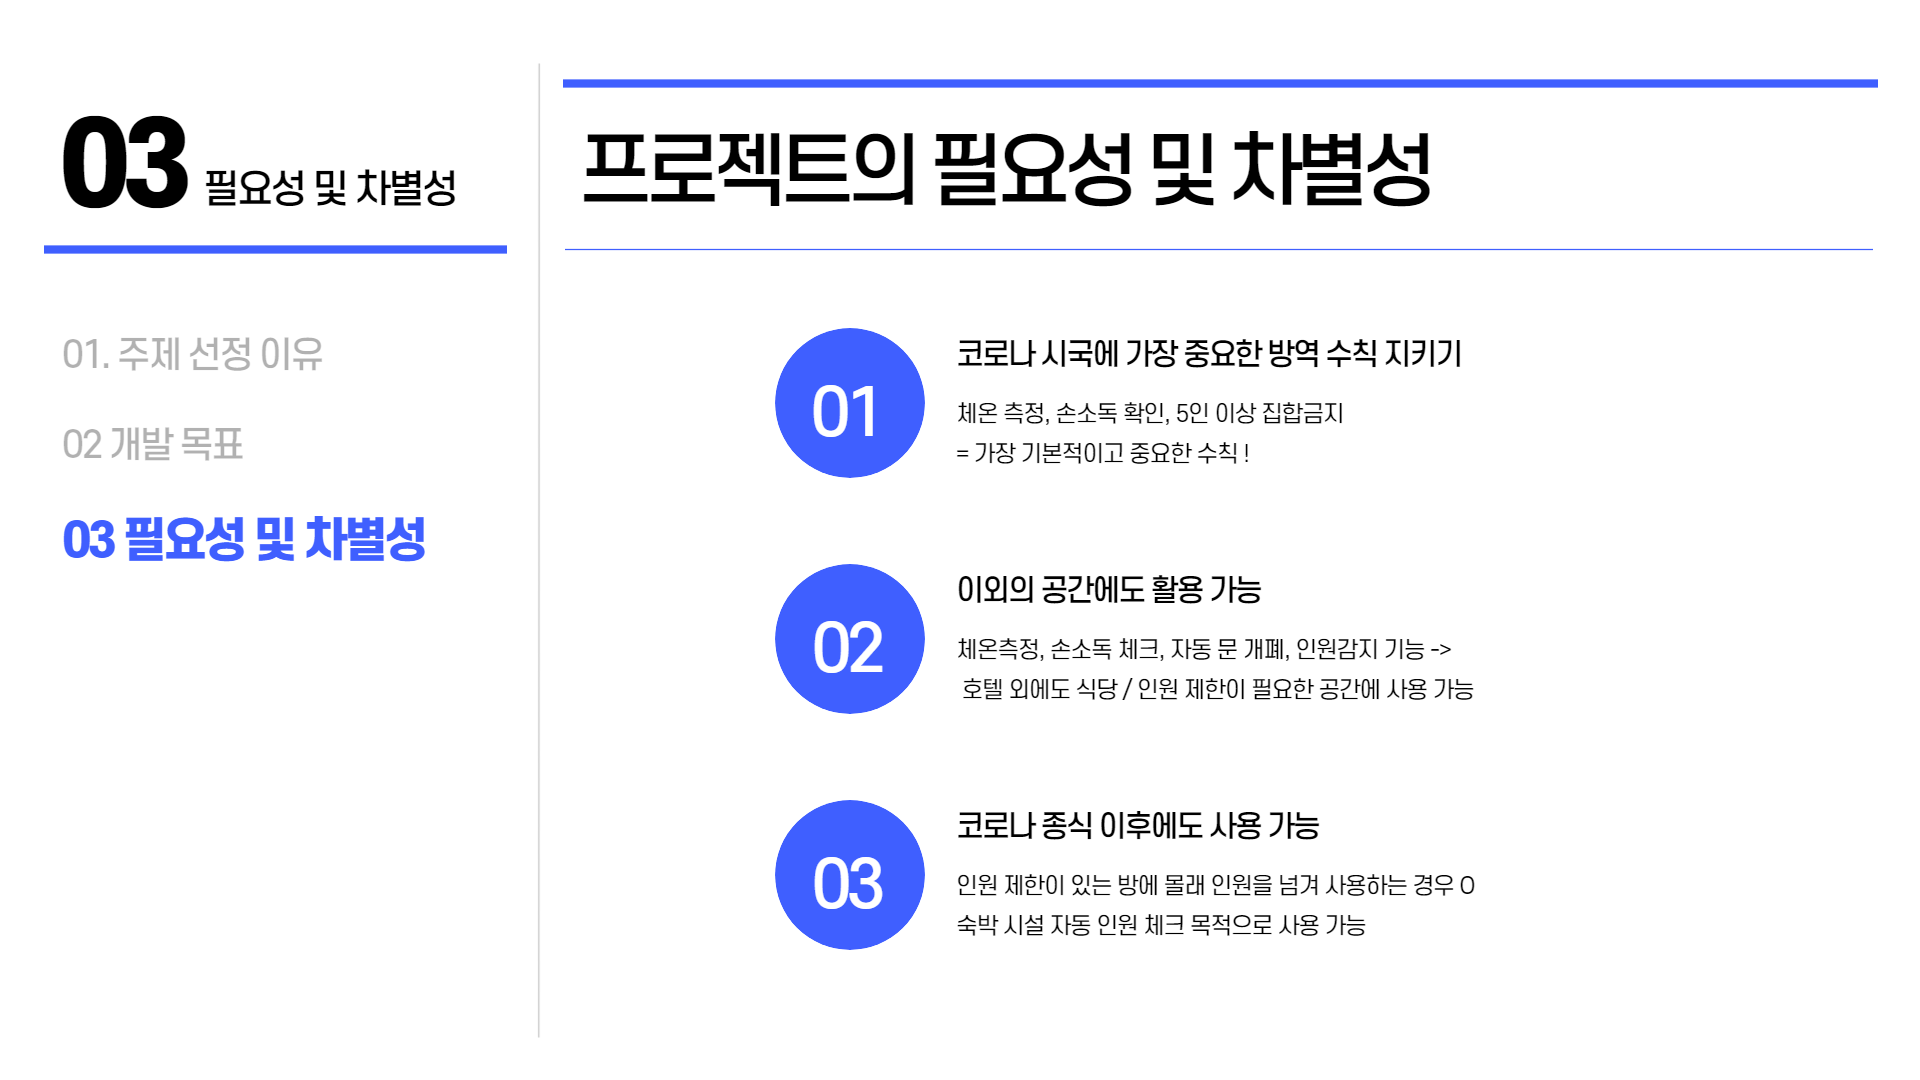 03 필요성 및 차별성
01. 주제 선정 이유
02 개발 목표
03 필요성 및 차별성
프로젝트의 필요성 및 차별성
01
코로나 시국에 가장 중요한 방역 수칙 지키기
체온 측정, 손소독 확인, 5인 이상 집합금지
= 가장 기본적이고 중요한 수칙 !
02
이외의 공간에도 활용 가능
체온측정, 손소독 체크, 자동 문 개폐, 인원감지 기능 ->
호텔 외에도 식당 / 인원 제한이 필요한 공간에 사용 가능
03
코로나 종식 이후에도 사용 가능
인원 제한이 있는 방에 몰래 인원을 넘겨 사용하는 경우 O
숙박 시설 자동 인원 체크 목적으로 사용 가능